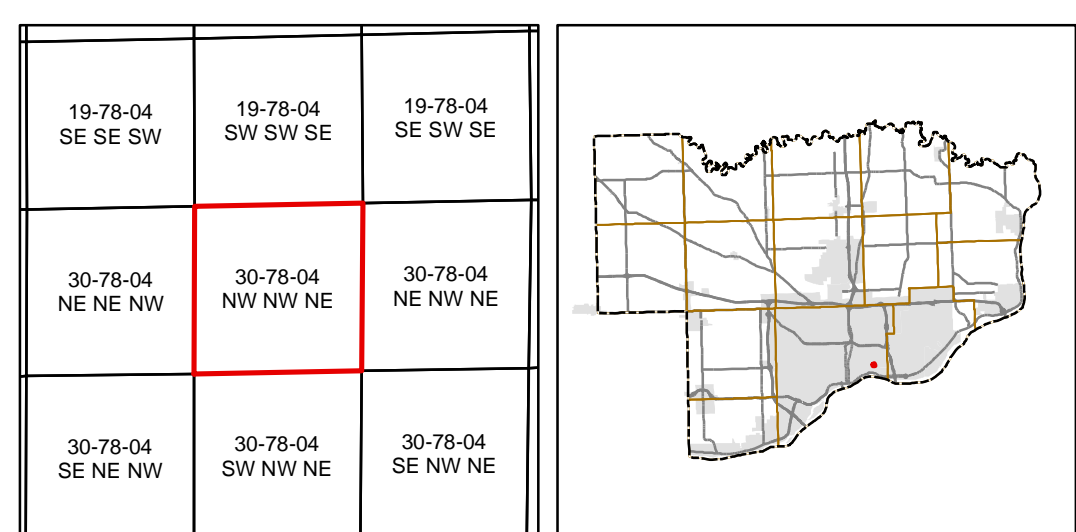 19-78-04
SE SE SW
19-78-04
SW SW SE
19-78-04
SE SW SE
30-78-04
NE NE NW
30-78-04
NW NW NE
30-78-04
NE NW NE
30-78-04
SE NE NW
30-78-04
SW NW NE
30-78-04
SE NW NE